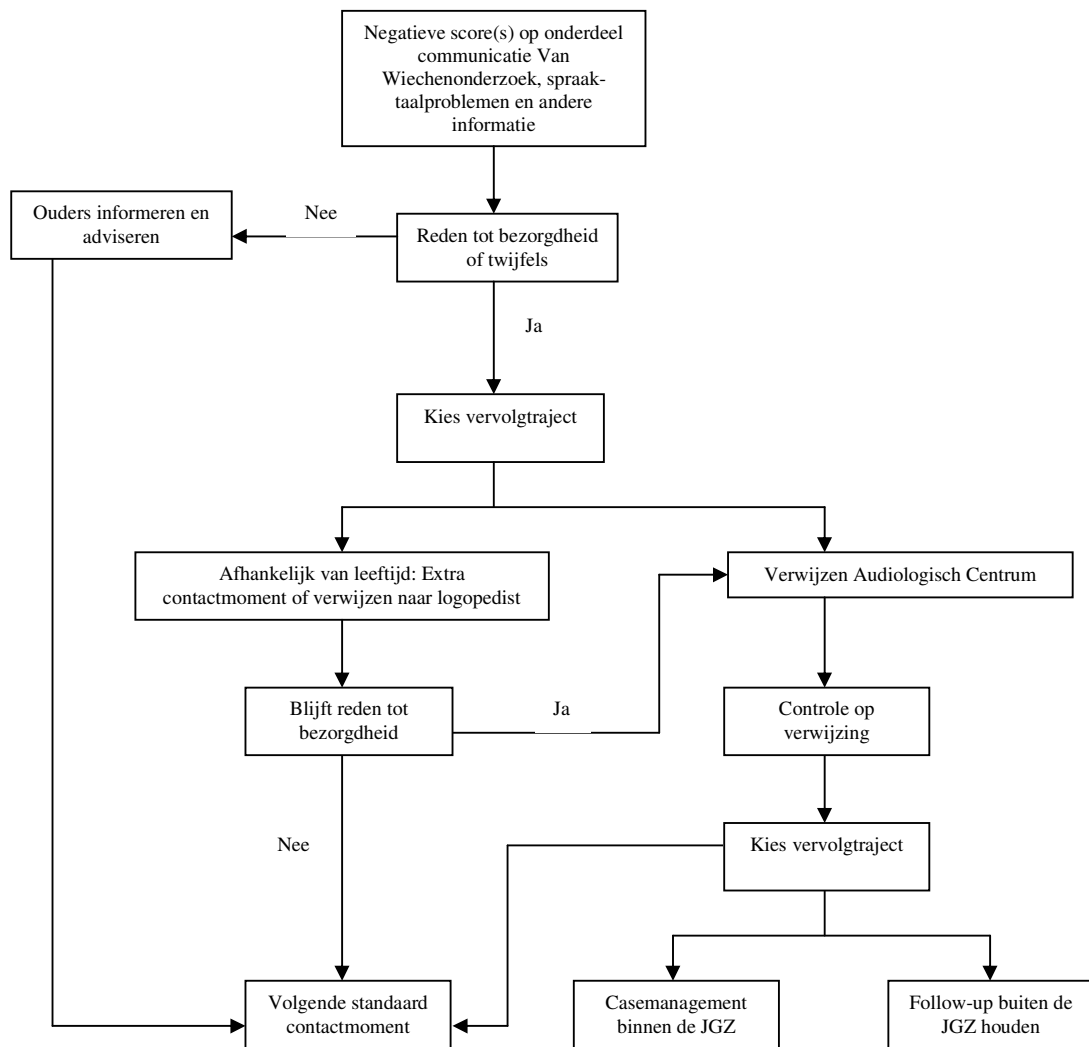 Negatieve score(s) op onderdeel
communicatie Van
Wiechenonderzoek, spraak-
taalproblemen en andere
informatie
Ouders informeren en
adviseren
Nee
Reden tot bezorgdheid
of twijfels
Ja
Kies vervolgtraject
Afhankelijk van leeftijd: Extra
contactmoment of verwijzen naar logopedist
Verwijzen Audiologisch Centrum
Blijft reden tot
bezorgdheid
Ja
Controle op
verwijzing
Nee
Kies vervolgtraject
Volgende standaard
contactmoment
Casemanagement
binnen de JGZ
Follow-up buiten de
JGZ houden